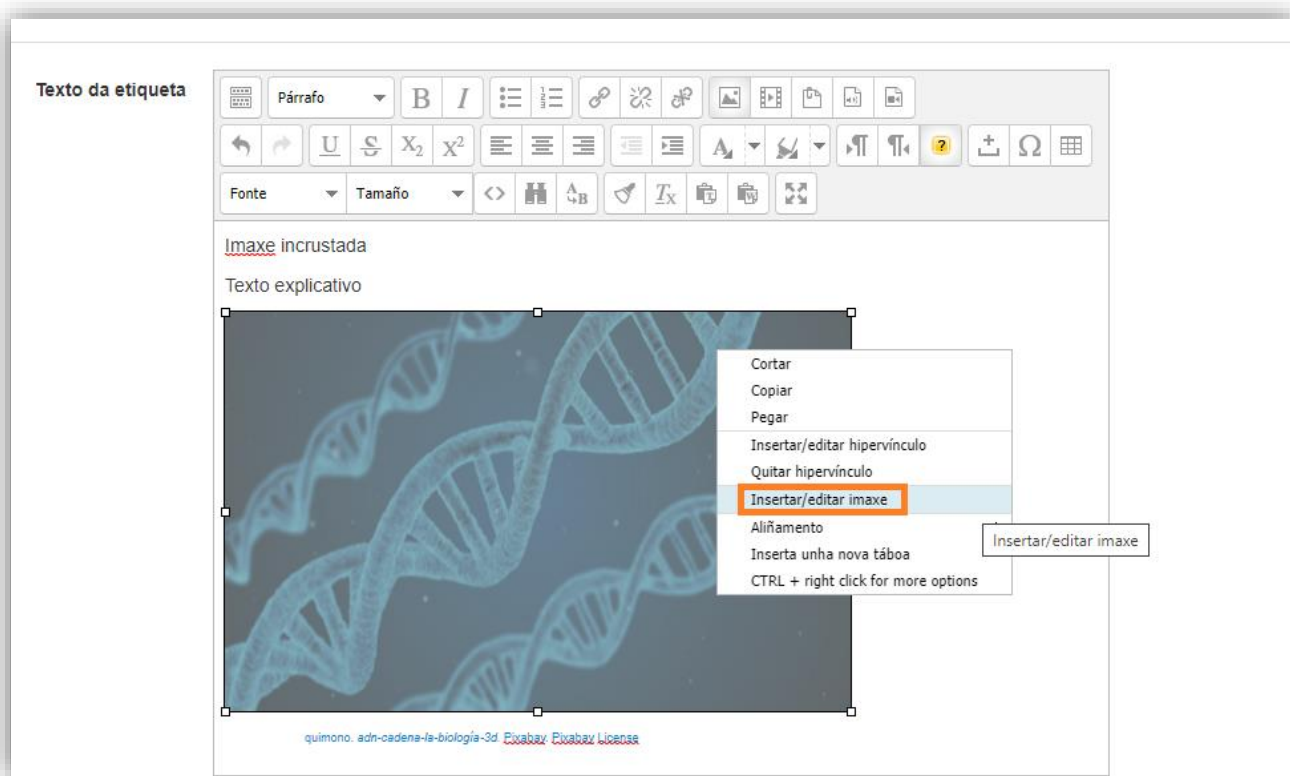 Texto da etiqueta
Párrafo
B I
U S X₂ X²
Fonte Tamaño
Imaxe incrustada
Texto explicativo
Cortar
Copiar
Pegar
Insertar/editar hipervínculo
Quitar hipervínculo
Insertar/editar imaxe
Aliñamento
Insertar/editar imaxe
Inserta unha nova táboa
CTRL + right click for more options
quimono. adn-cadena-la-biología-3d. Pixabay. Pixabay License